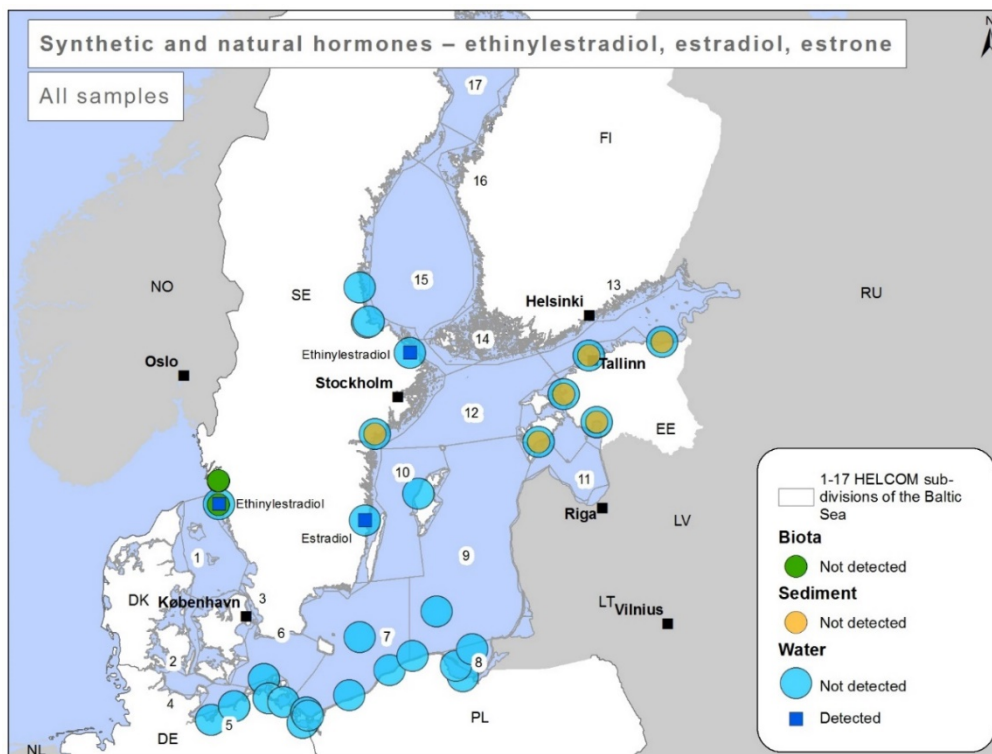 Synthetic and natural hormones – ethinylestradiol, estradiol, estrone
All samples
N
17
FI
16
NO
SE
15
Helsinki
13
RU
14
Oslo
Ethinylestradiol
Tallinn
Stockholm
12
EE
10
11
Ethinylestradiol
Riga
Estradiol
LV
1
9
DK
København
3
LT
Vilnius
6
7
2
8
4
5
PL
DE
NL
1-17 HELCOM sub-
divisions of the Baltic
Sea
Biota
Not detected
Sediment
Not detected
Water
Not detected
Detected